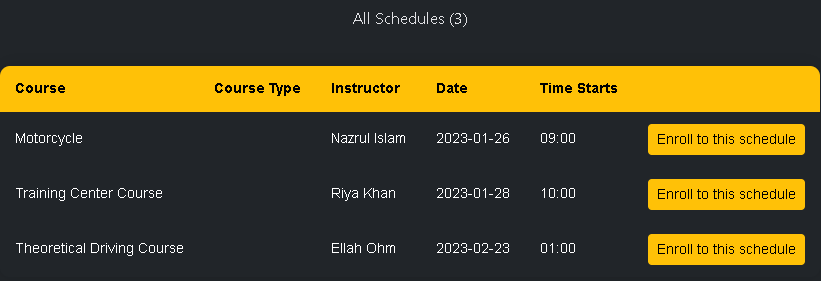 All Schedules (3)
Course Course Type Instructor Date Time Starts
Motorcycle Nazrul Islam 2023-01-26 09:00 Enroll to this schedule
Training Center Course Riya Khan 2023-01-28 10:00 Enroll to this schedule
Theoretical Driving Course Ellah Ohm 2023-02-23 01:00 Enroll to this schedule